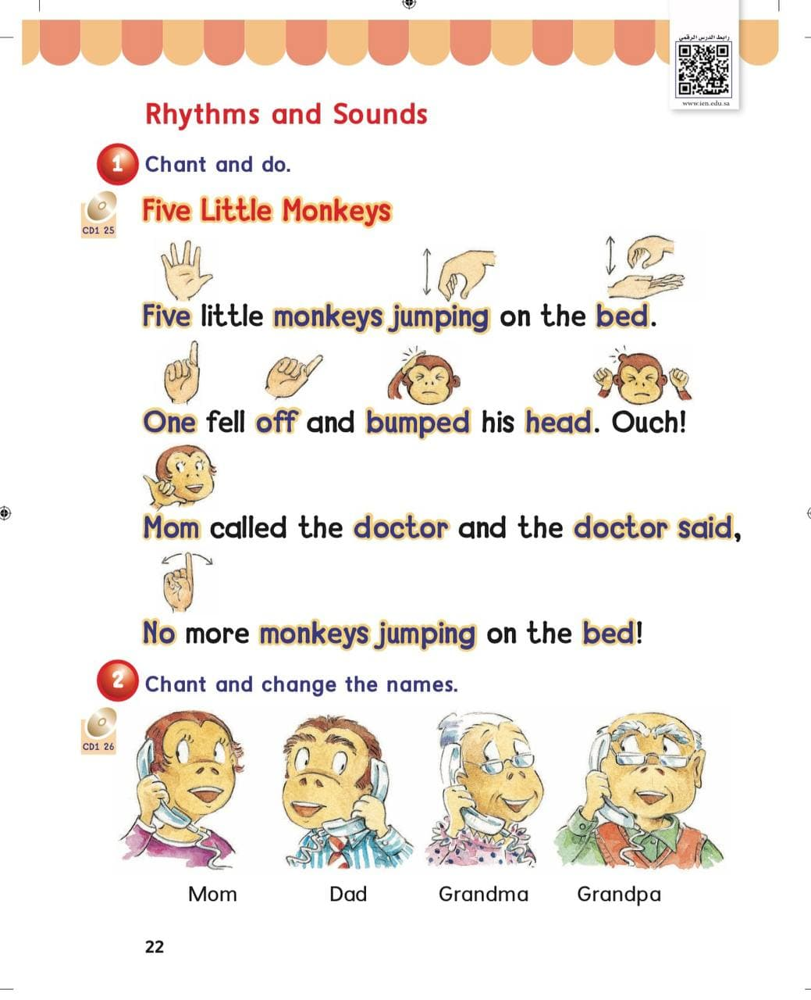 رابط الدرس الرقمي
www.ien.edu.sa
Rhythms and Sounds
1 Chant and do.
CD1 25
Five Little Monkeys
Five little monkeys jumping on the bed.
One fell off and bumped his head. Ouch!
Mom called the doctor and the doctor said,
No more monkeys jumping on the bed!
2 Chant and change the names.
CD1 26
Mom Dad Grandma Grandpa
22